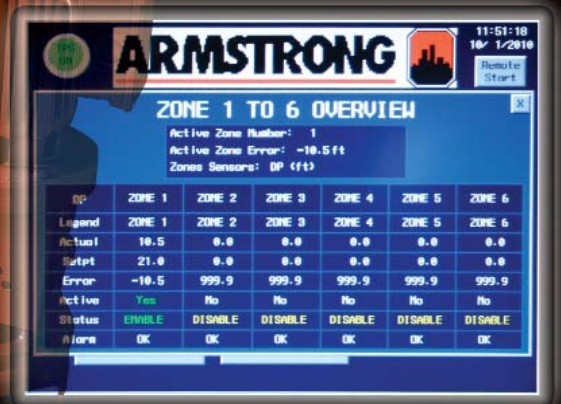 IPS
ON
ARMSTRONG
11:51:18
10/ 1/2010
Remote
Start
ZONE 1 TO 6 OVERVIEW
X
Active Zone Number: 1
Active Zone Error: -10.5ft
Zones Sensors: DP (ft)
DP ZONE 1 ZONE 2 ZONE 3 ZONE 4 ZONE 5 ZONE 6
Legend ZONE 1 ZONE 2 ZONE 3 ZONE 4 ZONE 5 ZONE 6
Actual 10.5 0.0 0.0 0.0 0.0 0.0
Setpt 21.0 0.0 0.0 0.0 0.0 0.0
Error -10.5 999.9 999.9 999.9 999.9 999.9
Active Yes No No No No No
Status ENABLE DISABLE DISABLE DISABLE DISABLE DISABLE
Alarm OK OK OK OK OK OK